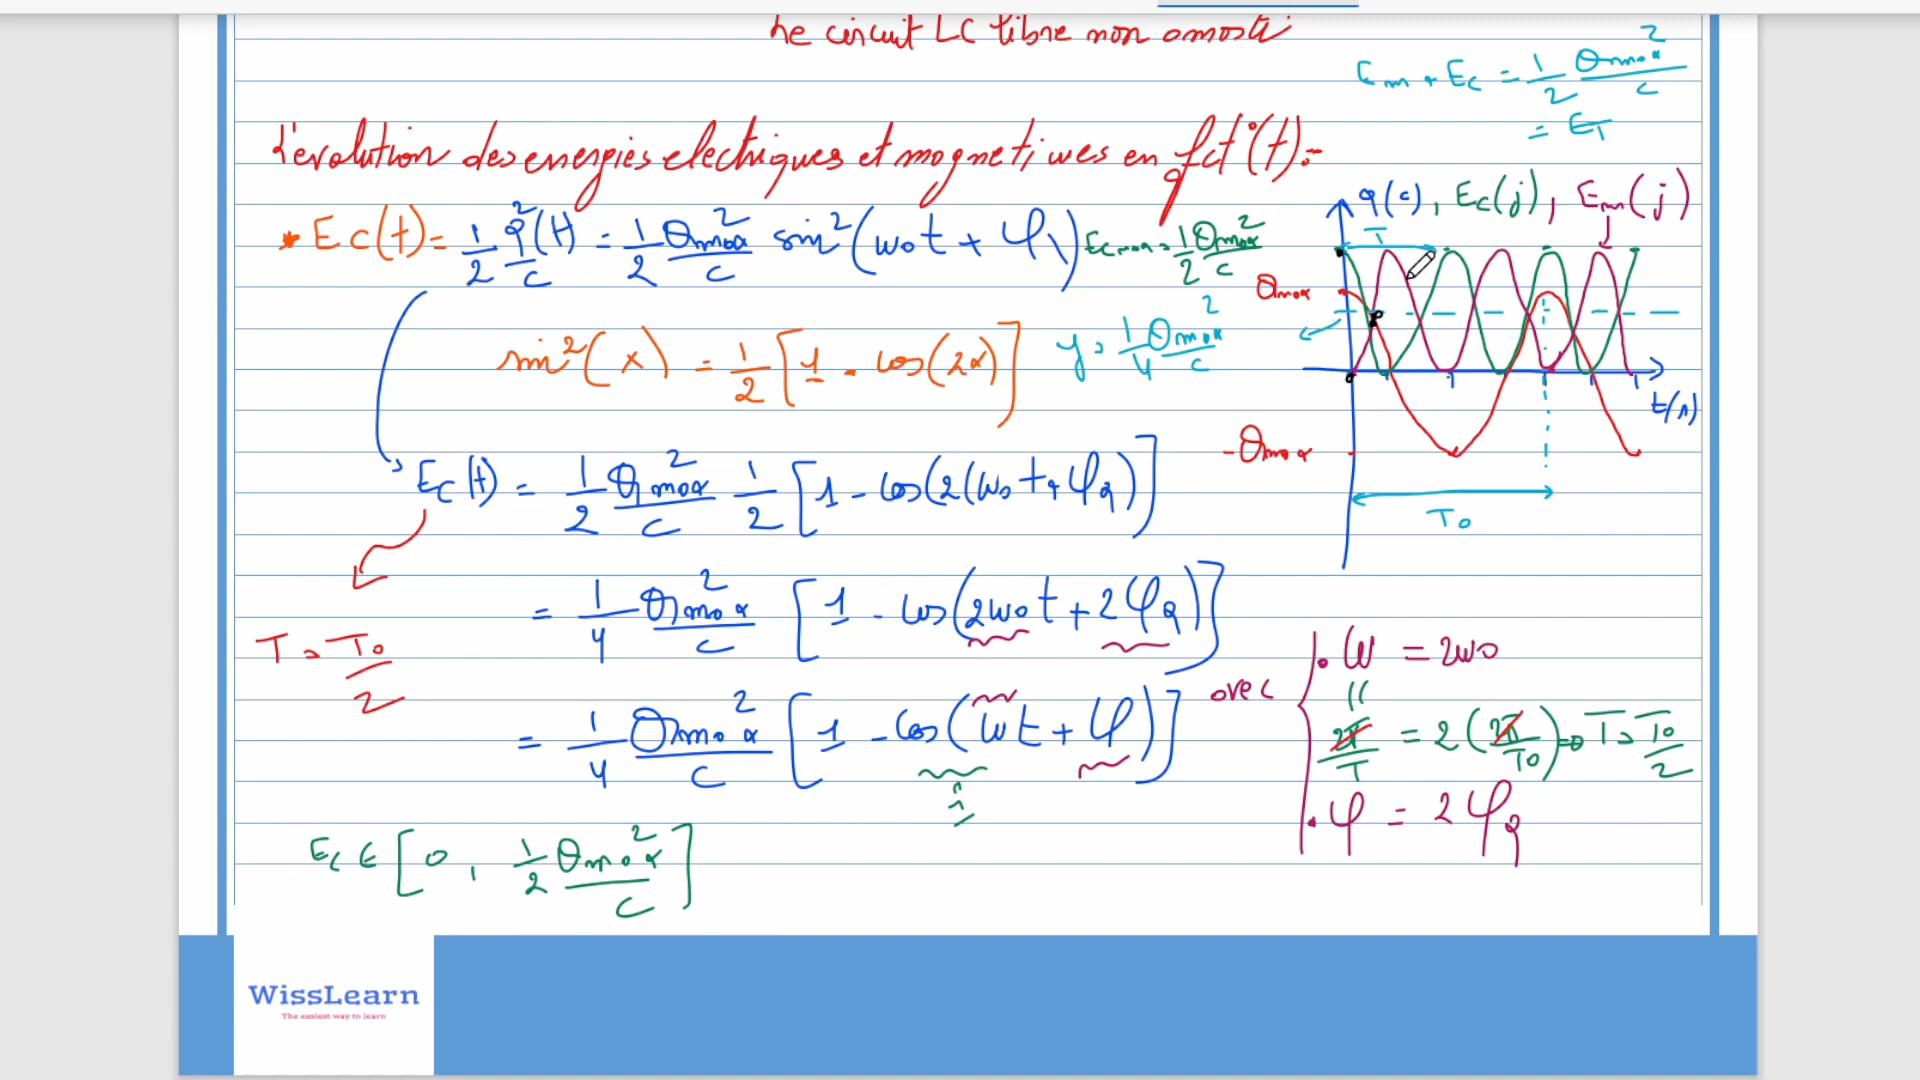 Le circuit LC libre non amorti
Em + Ec = 1/2 Qmax²/C
= ET
L'evolution des energies electriques et magnetiques en fct (t):
* Ec(t) = 1/2 q²(t)/C = 1/2 Qmax²/C sin²(ω₀t + φ) Ecmax = 1/2 Qmax²/C
q(c), Ec(j), Em(j)
T
Qmax
sin²(x) = 1/2 [1 - cos(2x)] y = 1/4 Qmax²/C
t(s)
-Qmax
Ec(t) = 1/2 Qmax²/C 1/2 [1 - cos(2(ω₀t + φq)]
T₀
= 1/4 Qmax²/C [1 - cos(2ω₀t + 2φq)]
T = T₀/2
= 1/4 Qmax²/C [1 - cos(ωt + φ)] avec
• ω = 2ω₀
2π/T = 2(2π/T₀) ⇒ T = T₀/2
• φ = 2φq
Ec ∈ [0, 1/2 Qmax²/C]
WissLearn
The easiest way to learn